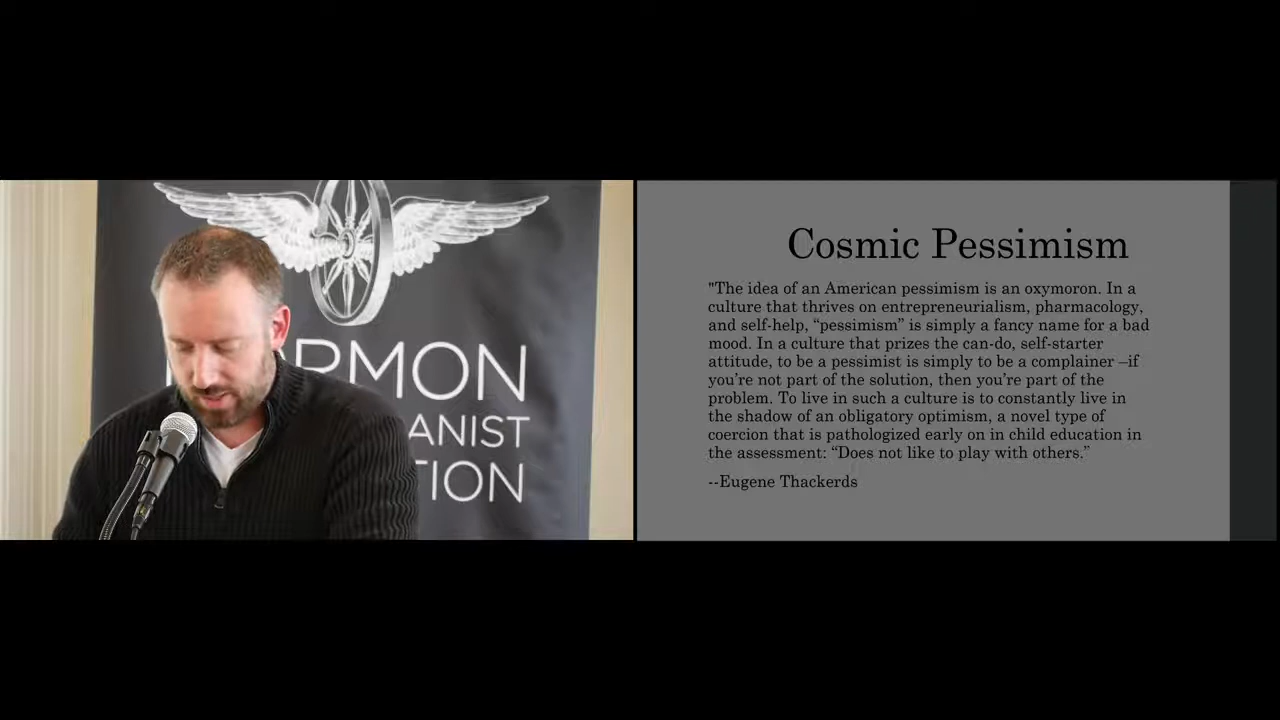 ORMON
ANIST
TION
Cosmic Pessimism
"The idea of an American pessimism is an oxymoron. In a
culture that thrives on entrepreneurialism, pharmacology,
and self-help, “pessimism” is simply a fancy name for a bad
mood. In a culture that prizes the can-do, self-starter
attitude, to be a pessimist is simply to be a complainer –if
you’re not part of the solution, then you’re part of the
problem. To live in such a culture is to constantly live in
the shadow of an obligatory optimism, a novel type of
coercion that is pathologized early on in child education in
the assessment: “Does not like to play with others.”
--Eugene Thackerds